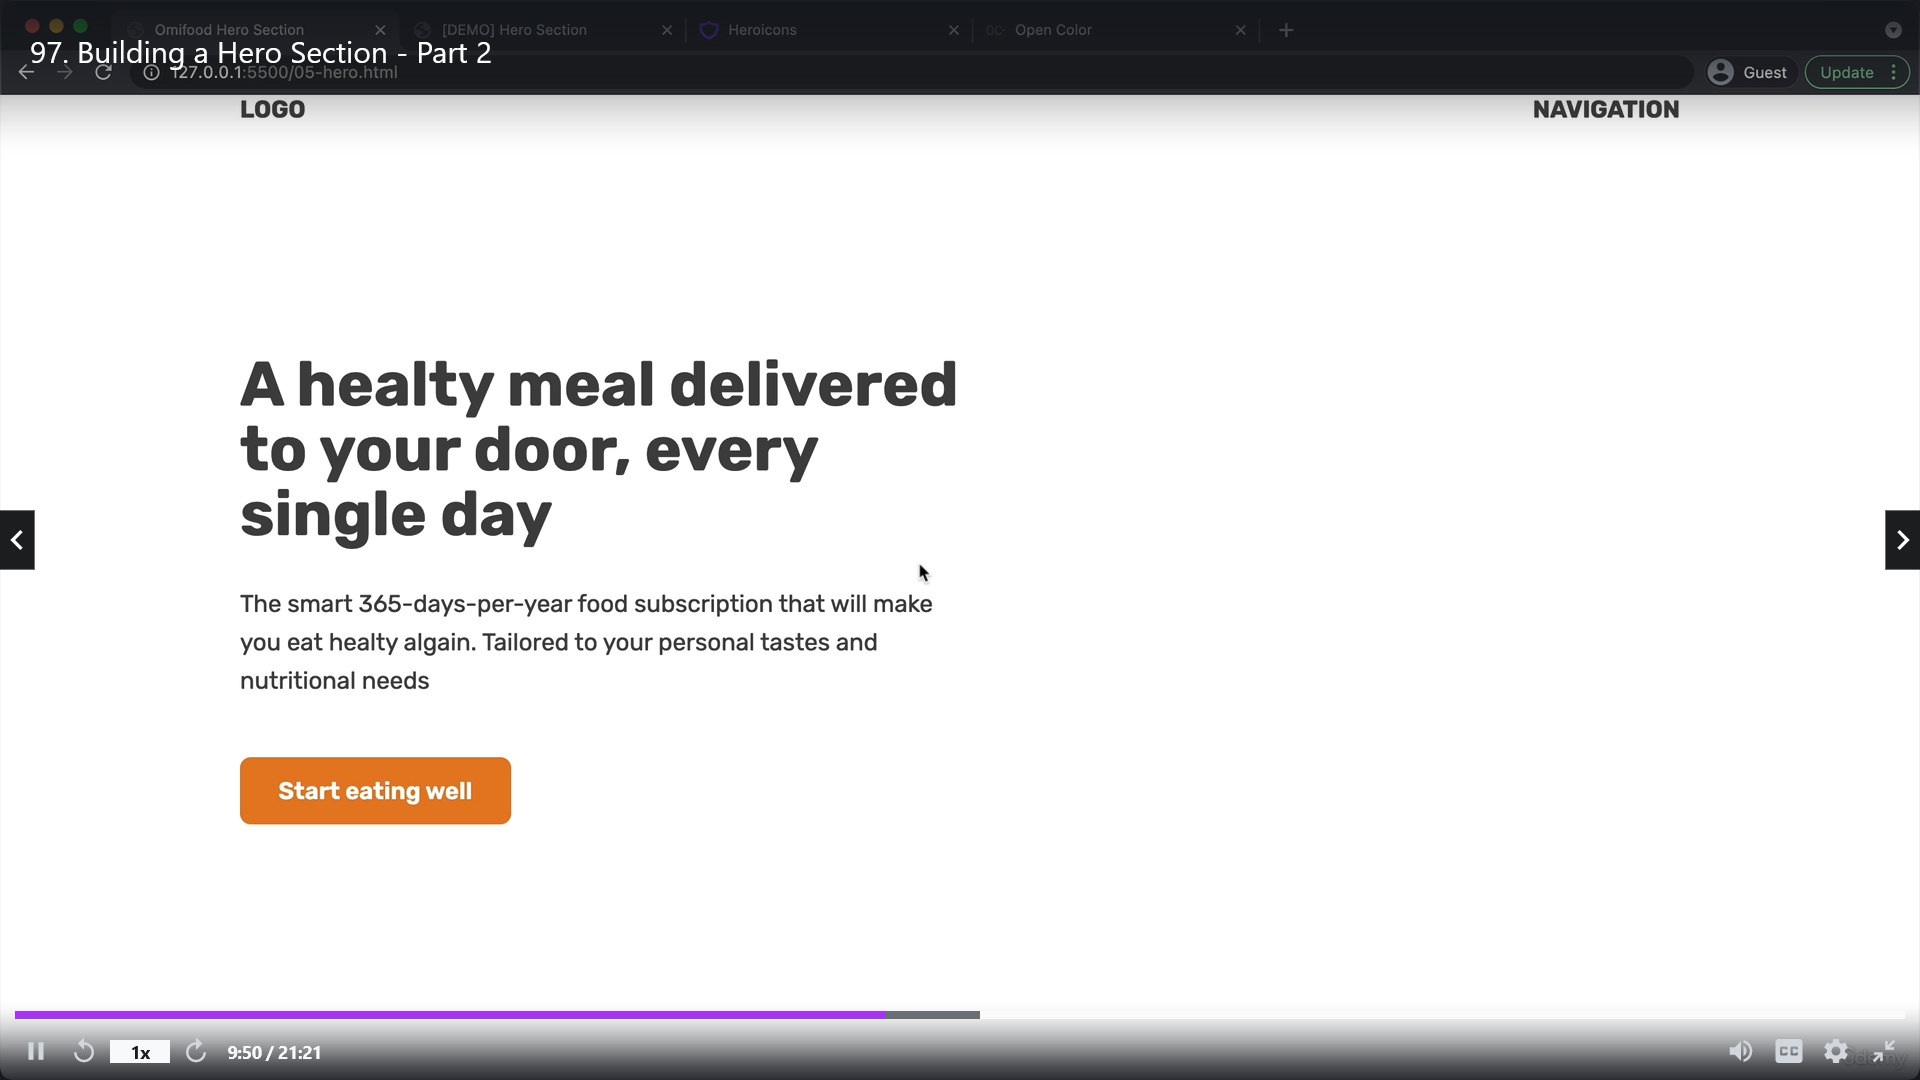 Omifood Hero Section
[DEMO] Hero Section
Heroicons
Open Color
97. Building a Hero Section - Part 2
127.0.0.1:5500/05-hero.html
Guest
Update
LOGO
NAVIGATION
A healty meal delivered
to your door, every
single day
The smart 365-days-per-year food subscription that will make
you eat healty algain. Tailored to your personal tastes and
nutritional needs
Start eating well
1x
9:50 / 21:21
CC
Udemy